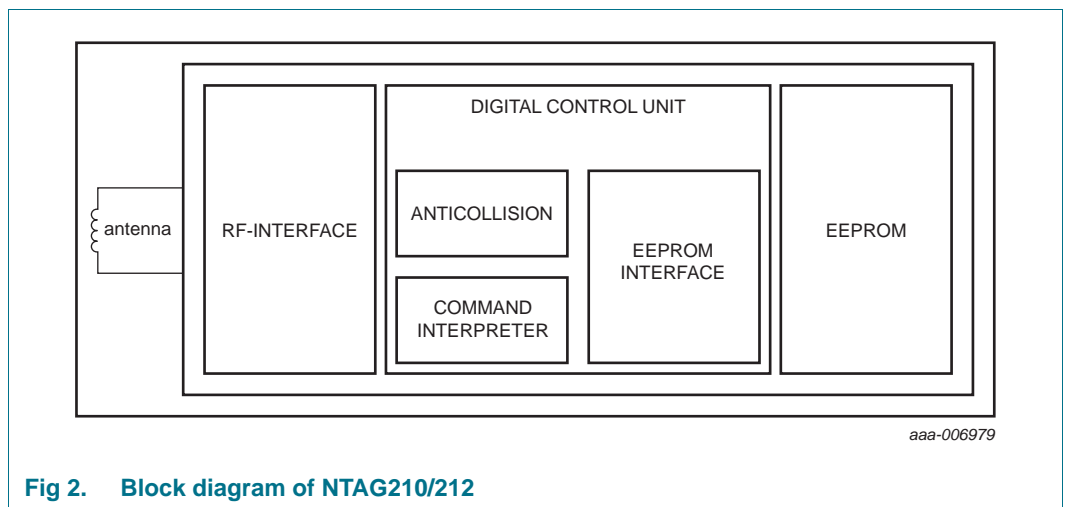 DIGITAL CONTROL UNIT
antenna
RF-INTERFACE
ANTICOLLISION
COMMAND
INTERPRETER
EEPROM
INTERFACE
EEPROM
aaa-006979
Fig 2. Block diagram of NTAG210/212